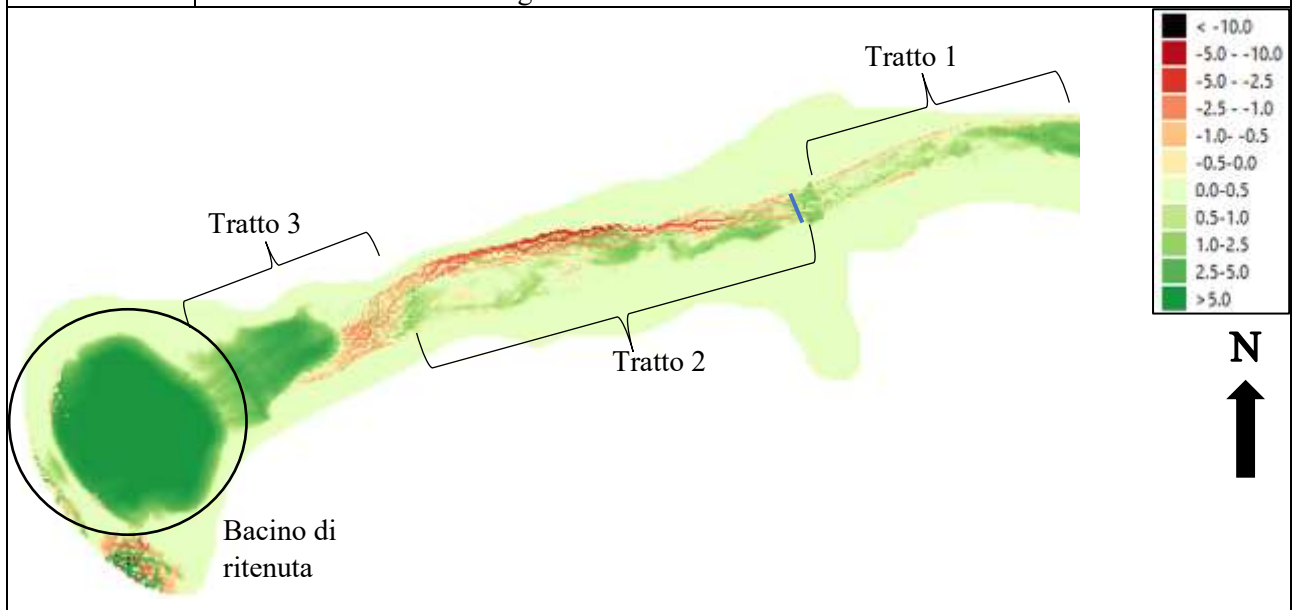 g
Tratto 1
Tratto 3
Tratto 2
Bacino di
ritenuta
< -10.0
-5.0 - -10.0
-5.0 - -2.5
-2.5 - -1.0
-1.0- -0.5
-0.5-0.0
0.0-0.5
0.5-1.0
1.0-2.5
2.5-5.0
>5.0
N